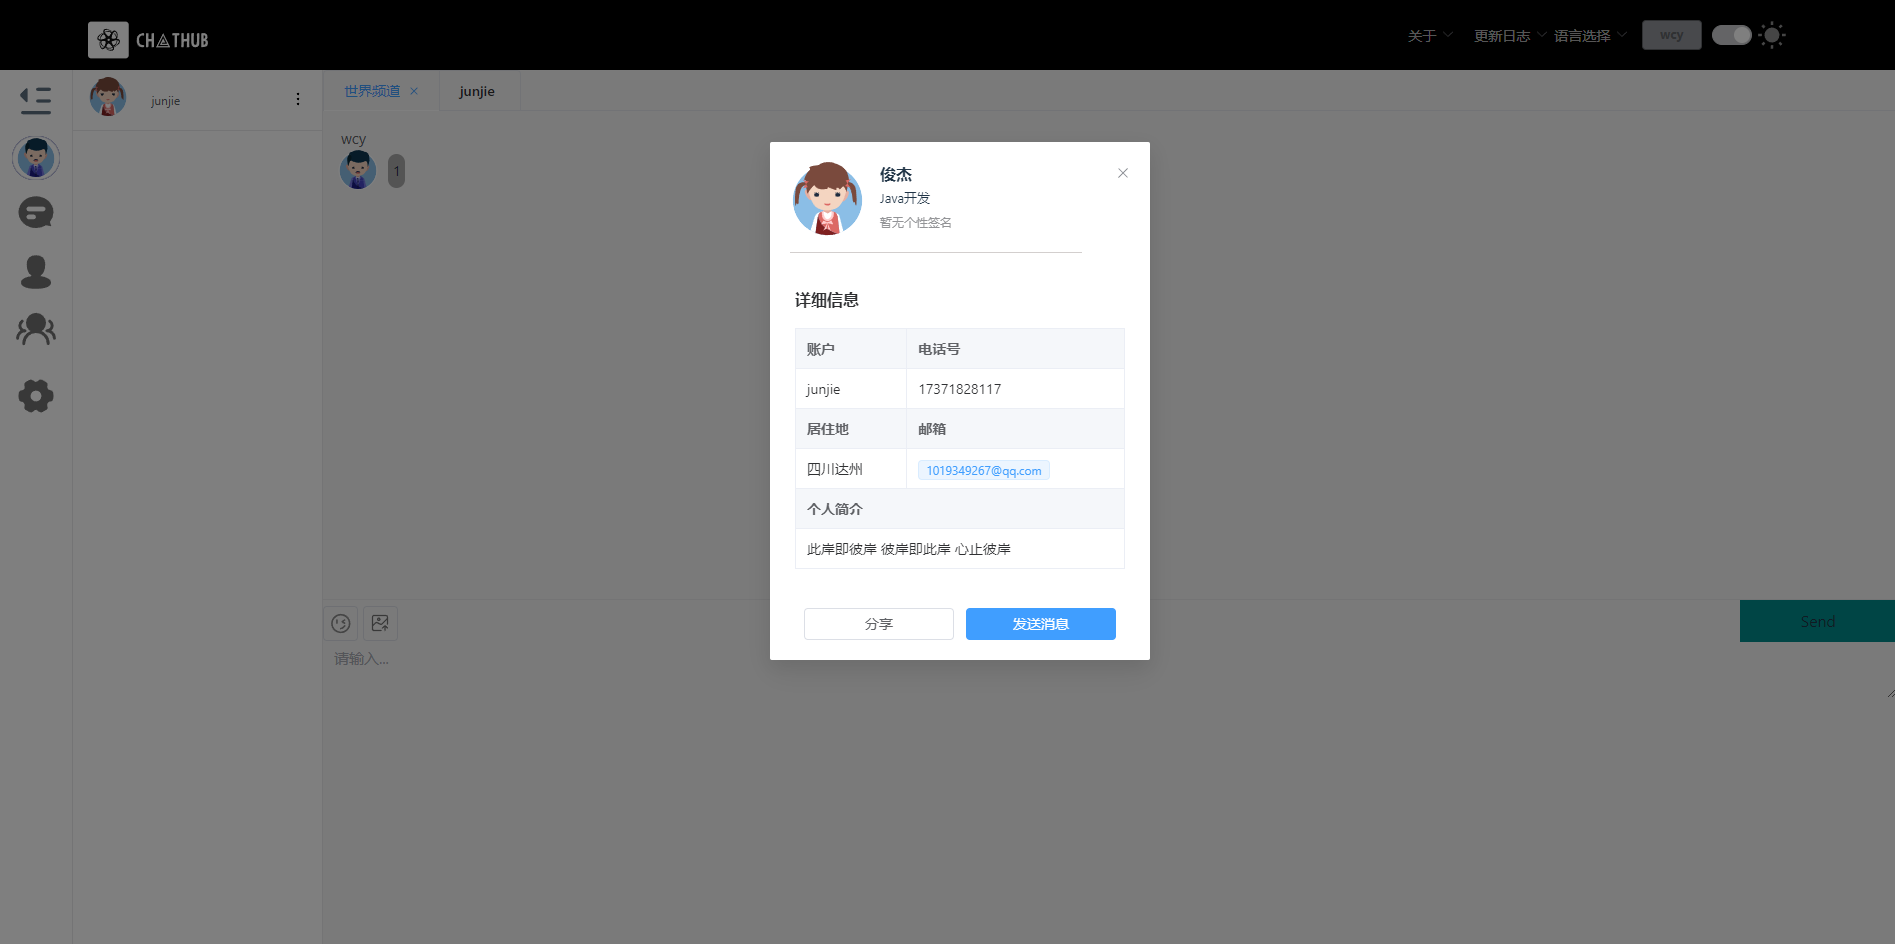 CHATHUB
关于
更新日志
语言选择
wcy
junjie
世界频道
junjie
wcy
1
俊杰
Java开发
暂无个性签名
详细信息
账户 电话号
junjie 17371828117
居住地 邮箱
四川达州 1019349267@qq.com
个人简介
此岸即彼岸 彼岸即此岸 心止彼岸
分享 发送消息
Send
请输入...